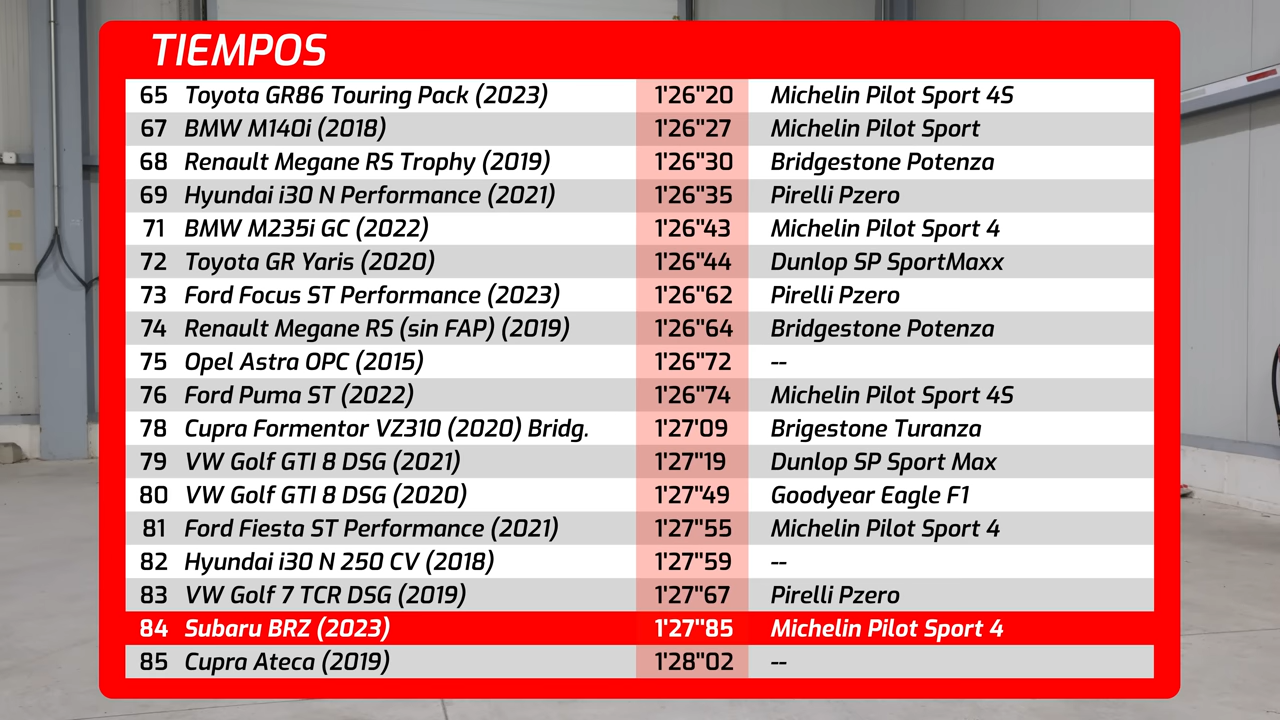 TIEMPOS
65 Toyota GR86 Touring Pack (2023) 1'26"20 Michelin Pilot Sport 4S
67 BMW M140i (2018) 1'26"27 Michelin Pilot Sport
68 Renault Megane RS Trophy (2019) 1'26"30 Bridgestone Potenza
69 Hyundai i30 N Performance (2021) 1'26"35 Pirelli Pzero
71 BMW M235i GC (2022) 1'26"43 Michelin Pilot Sport 4
72 Toyota GR Yaris (2020) 1'26"44 Dunlop SP SportMaxx
73 Ford Focus ST Performance (2023) 1'26"62 Pirelli Pzero
74 Renault Megane RS (sin FAP) (2019) 1'26"64 Bridgestone Potenza
75 Opel Astra OPC (2015) 1'26"72 --
76 Ford Puma ST (2022) 1'26"74 Michelin Pilot Sport 4S
78 Cupra Formentor VZ310 (2020) Bridg. 1'27'09 Brigestone Turanza
79 VW Golf GTI 8 DSG (2021) 1'27"19 Dunlop SP Sport Max
80 VW Golf GTI 8 DSG (2020) 1'27"49 Goodyear Eagle F1
81 Ford Fiesta ST Performance (2021) 1'27"55 Michelin Pilot Sport 4
82 Hyundai i30 N 250 CV (2018) 1'27"59 --
83 VW Golf 7 TCR DSG (2019) 1'27"67 Pirelli Pzero
84 Subaru BRZ (2023) 1'27"85 Michelin Pilot Sport 4
85 Cupra Ateca (2019) 1'28"02 --